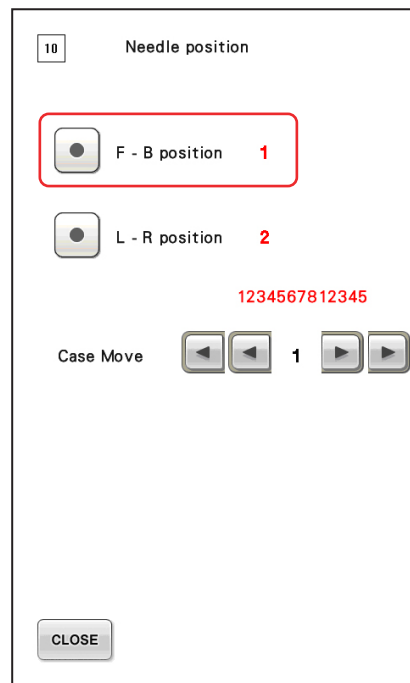 10 Needle position
F - B position 1
L - R position 2
1234567812345
Case Move 1
CLOSE